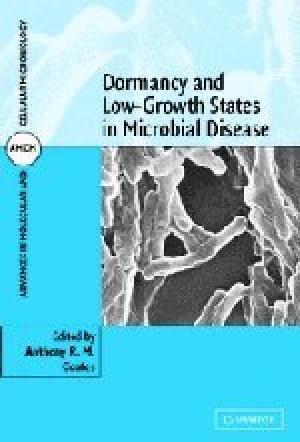 Dormancy and
Low-Growth States
in Microbial Disease
ADVANCES IN MOLECULAR AND
AMCM
CELLULAR MICROBIOLOGY
Edited by
Anthony R. M.
Coates
CAMBRIDGE